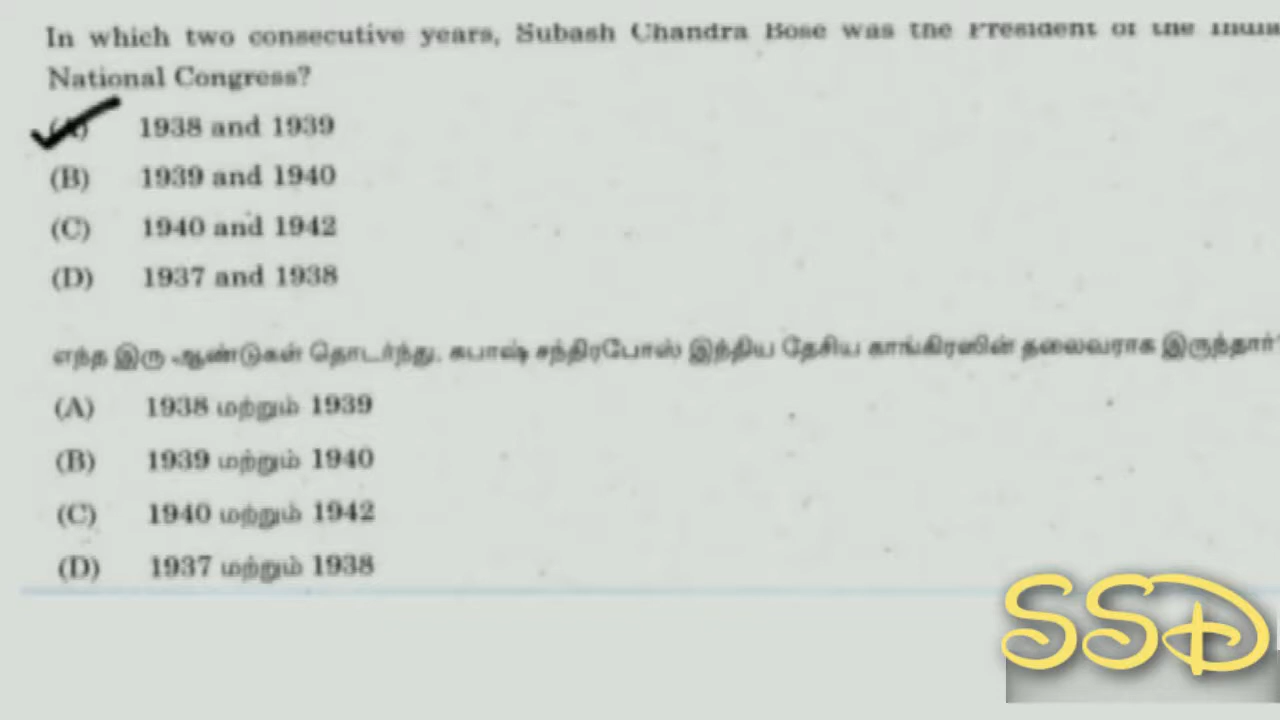 In which two consecutive years, Subash Chandra Bose was the President of the
National Congress?
(A) 1938 and 1939
(B) 1939 and 1940
(C) 1940 and 1942
(D) 1937 and 1938
எந்த இரு ஆண்டுகள் தொடர்ந்து, சுபாஷ் சந்திரபோஸ் இந்திய தேசிய காங்கிரஸின் தலைவராக இருந்தார்
(A) 1938 மற்றும் 1939
(B) 1939 மற்றும் 1940
(C) 1940 மற்றும் 1942
(D) 1937 மற்றும் 1938
SSD